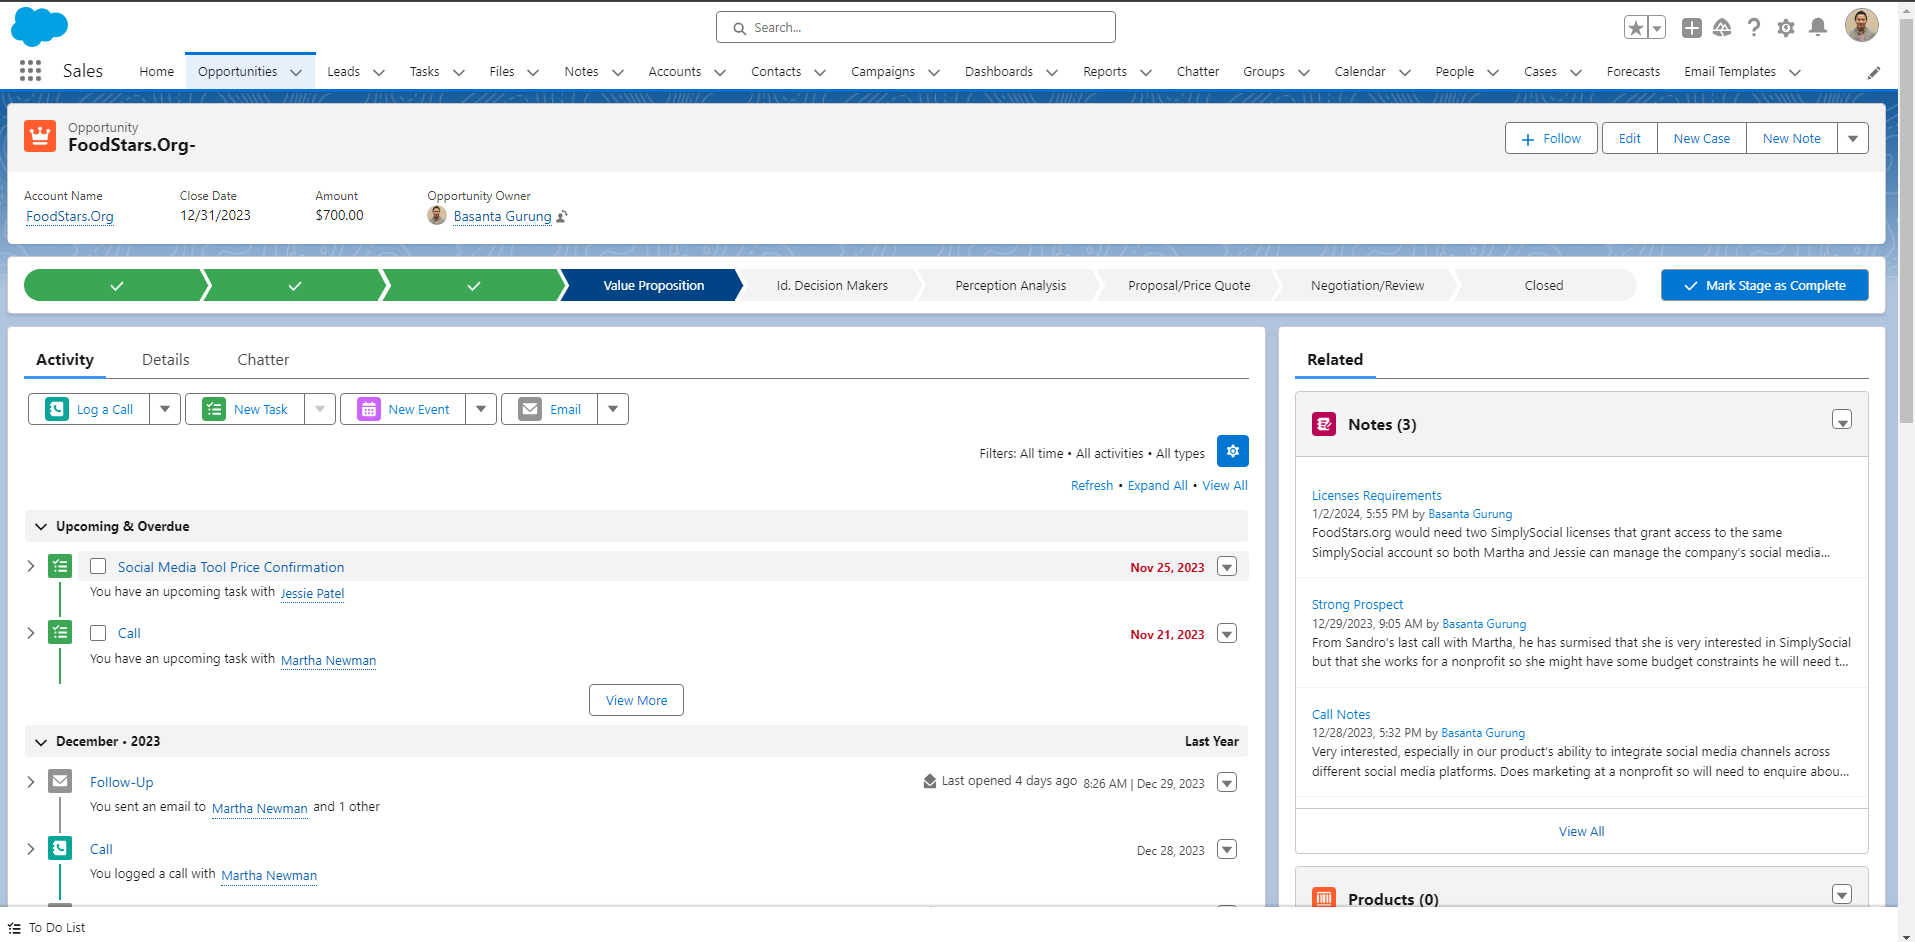 Search...
Sales
Home
Opportunities
Leads
Tasks
Files
Notes
Accounts
Contacts
Campaigns
Dashboards
Reports
Chatter
Groups
Calendar
People
Cases
Forecasts
Email Templates
Opportunity
FoodStars.Org-
Follow
Edit
New Case
New Note
Account Name
Close Date
Amount
Opportunity Owner
FoodStars.Org
12/31/2023
$700.00
Basanta Gurung
Value Proposition
Id. Decision Makers
Perception Analysis
Proposal/Price Quote
Negotiation/Review
Closed
Mark Stage as Complete
Activity
Details
Chatter
Log a Call
New Task
New Event
Email
Filters: All time • All activities • All types
Refresh • Expand All • View All
Upcoming & Overdue
Social Media Tool Price Confirmation
Nov 25, 2023
You have an upcoming task with Jessie Patel
Call
Nov 21, 2023
You have an upcoming task with Martha Newman
View More
December • 2023
Last Year
Follow-Up
Last opened 4 days ago
8:26 AM | Dec 29, 2023
You sent an email to Martha Newman and 1 other
Call
Dec 28, 2023
You logged a call with Martha Newman
Related
Notes (3)
Licenses Requirements
1/2/2024, 5:55 PM by Basanta Gurung
FoodStars.org would need two SimplySocial licenses that grant access to the same
SimplySocial account so both Martha and Jessie can manage the company's social media...
Strong Prospect
12/29/2023, 9:05 AM by Basanta Gurung
From Sandro's last call with Martha, he has surmised that she is very interested in SimplySocial
but that she works for a nonprofit so she might have some budget constraints he will need t...
Call Notes
12/28/2023, 5:32 PM by Basanta Gurung
Very interested, especially in our product's ability to integrate social media channels across
different social media platforms. Does marketing at a nonprofit so will need to enquire abou...
View All
Products (0)
To Do List